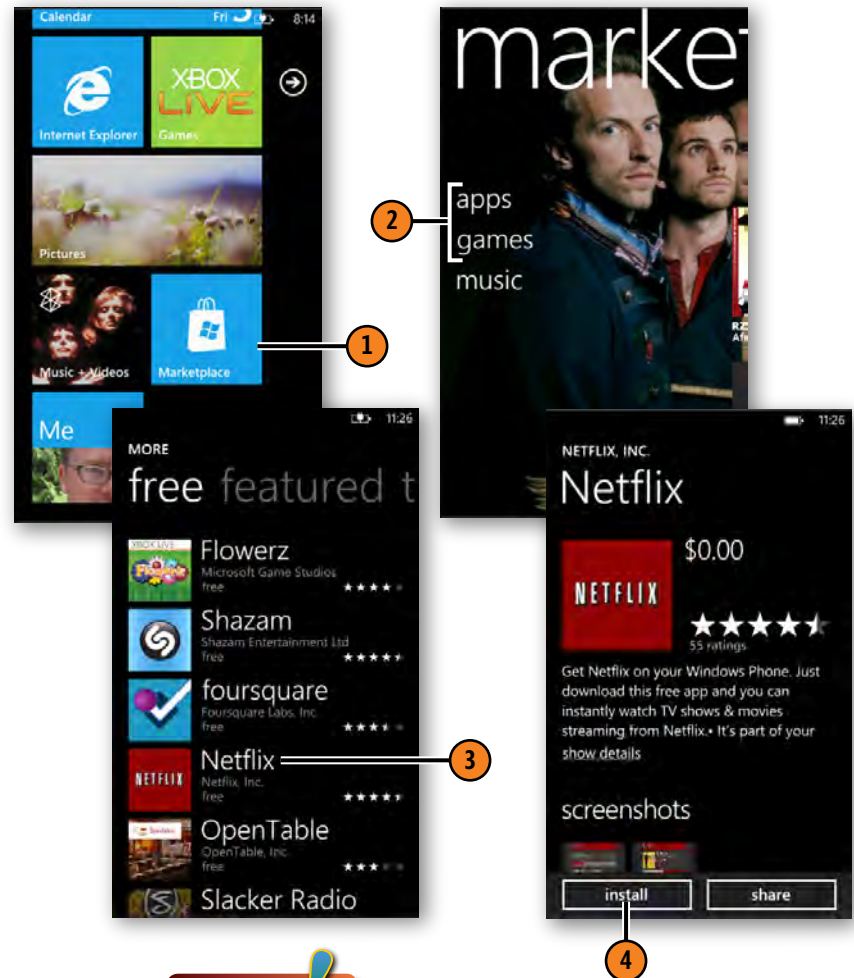 Calendar
Fri
8:14
Internet Explorer
XBOX
LIVE
Games
Pictures
Music + Videos
Marketplace
1
Me
market
apps
games
music
2
11:26
MORE
free featured t
XBOX LIVE
Flowerz
Microsoft Game Studios
free
Shazam
Shazam Entertainment Ltd
free
foursquare
Foursquare Labs, Inc.
free
NETFLIX
Netflix
Netflix, Inc.
free
3
OpenTable
OpenTable, Inc.
free
Slacker Radio
11:26
NETFLIX, INC.
Netflix
NETFLIX
$0.00
55 ratings
Get Netflix on your Windows Phone. Just
download this free app and you can
instantly watch TV shows & movies
streaming from Netflix.• It's part of your
show details
screenshots
install
share
4